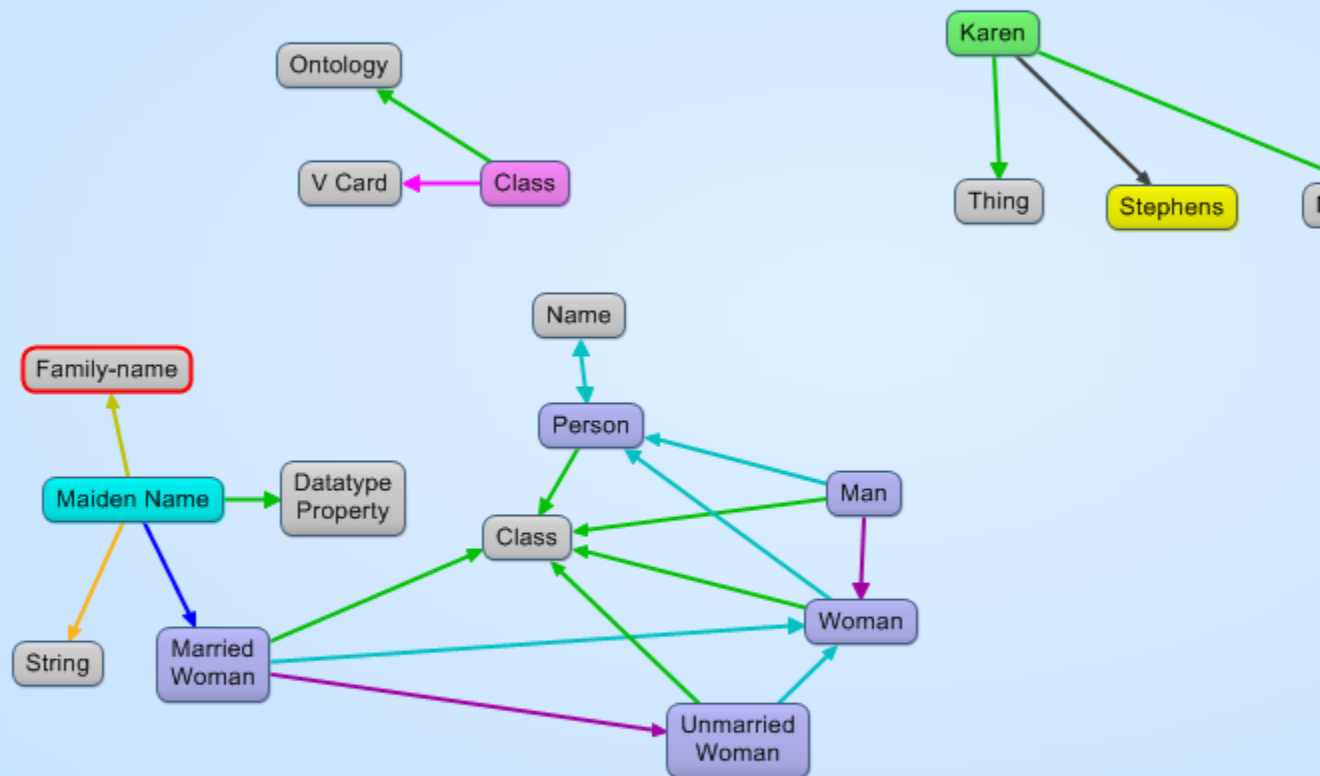 Karen
Ontology
V Card
Class
Thing
Stephens
Name
Family-name
Person
Maiden Name
Datatype
Property
Man
Class
Woman
String
Married
Woman
Unmarried
Woman